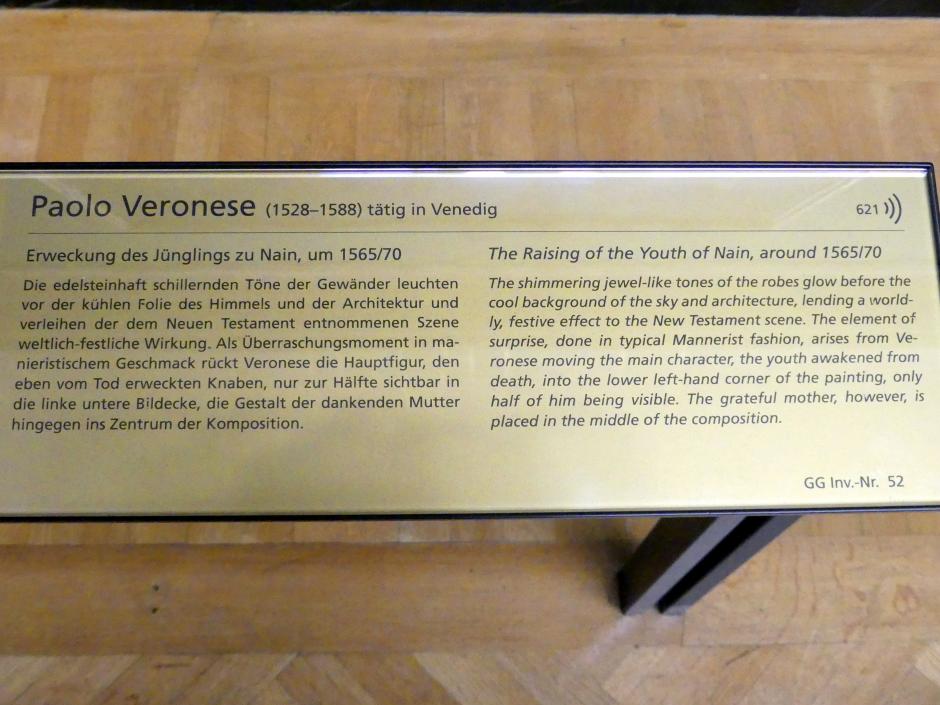 Paolo Veronese (1528–1588) tätig in Venedig
621
Erweckung des Jünglings zu Nain, um 1565/70
Die edelsteinhaft schillernden Töne der Gewänder leuchten
vor der kühlen Folie des Himmels und der Architektur und
verleihen der dem Neuen Testament entnommenen Szene
weltlich-festliche Wirkung. Als Überraschungsmoment in ma-
nieristischem Geschmack rückt Veronese die Hauptfigur, den
eben vom Tod erweckten Knaben, nur zur Hälfte sichtbar in
die linke untere Bildecke, die Gestalt der dankenden Mutter
hingegen ins Zentrum der Komposition.
The Raising of the Youth of Nain, around 1565/70
The shimmering jewel-like tones of the robes glow before the
cool background of the sky and architecture, lending a world-
ly, festive effect to the New Testament scene. The element of
surprise, done in typical Mannerist fashion, arises from Ve-
ronese moving the main character, the youth awakened from
death, into the lower left-hand corner of the painting, only
half of him being visible. The grateful mother, however, is
placed in the middle of the composition.
GG Inv.-Nr. 52